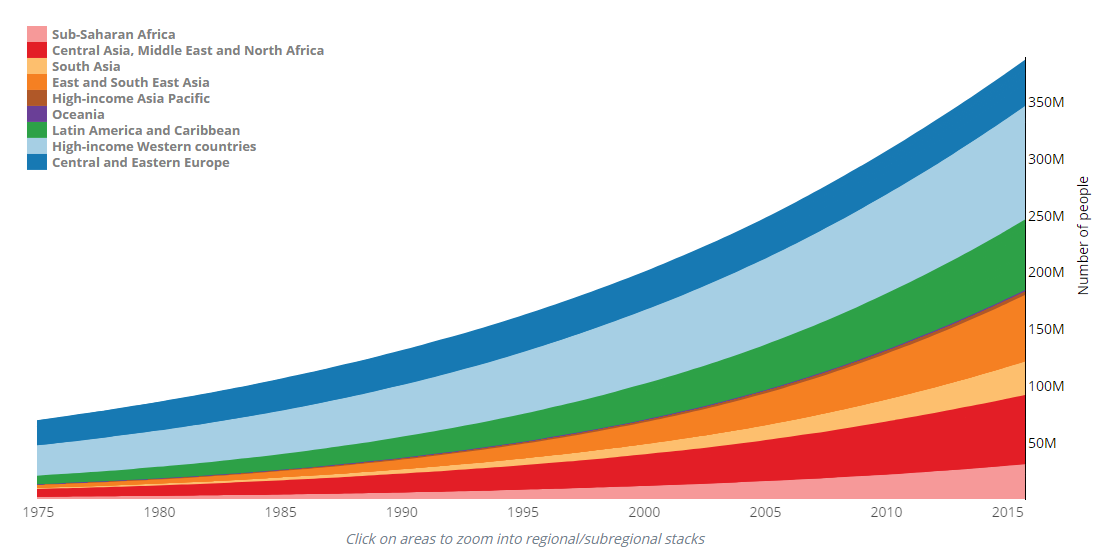 Sub-Saharan Africa
Central Asia, Middle East and North Africa
South Asia
East and South East Asia
High-income Asia Pacific
Oceania
Latin America and Caribbean
High-income Western countries
Central and Eastern Europe
350M
300M
250M
200M
150M
100M
50M
Number of people
1975 1980 1985 1990 1995 2000 2005 2010 2015
Click on areas to zoom into regional/subregional stacks